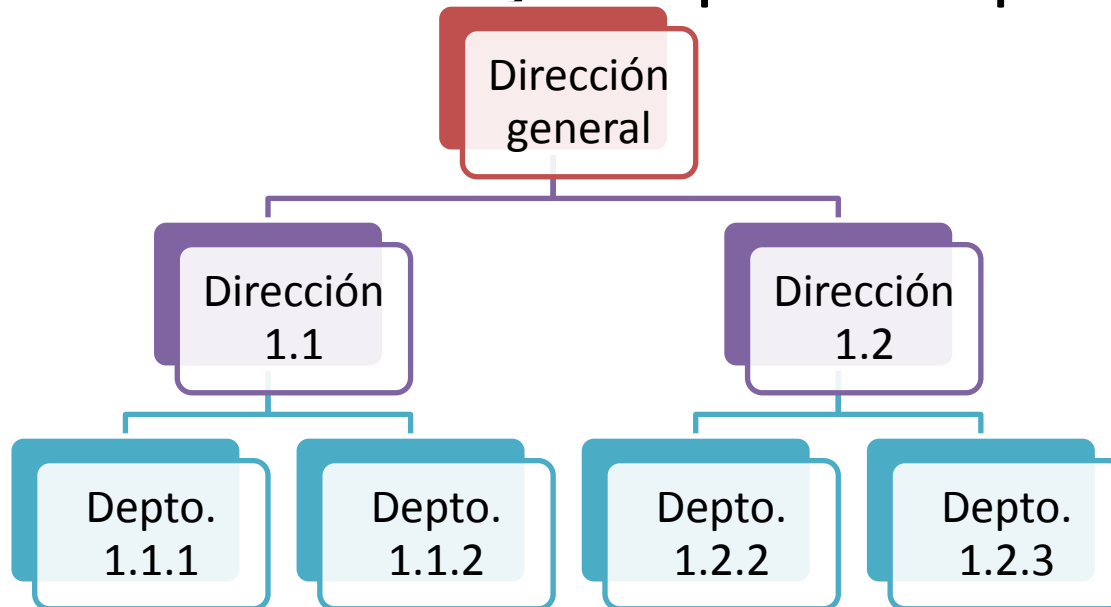 Dirección
general
Dirección
1.1
Dirección
1.2
Depto.
1.1.1
Depto.
1.1.2
Depto.
1.2.2
Depto.
1.2.3